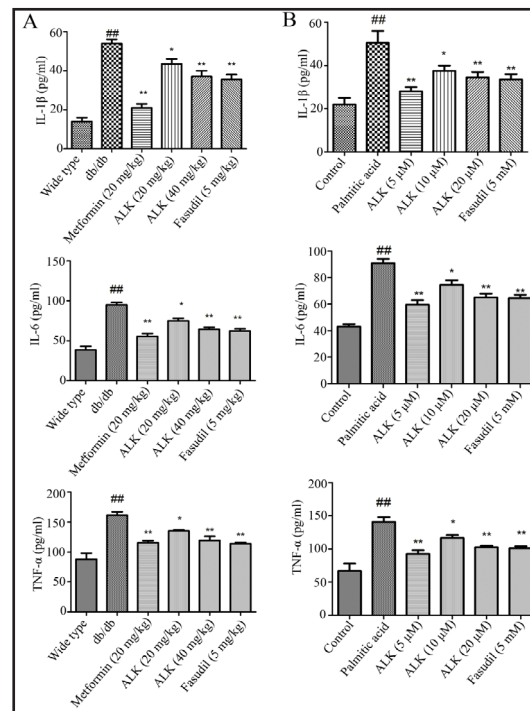 A
IL-1β (pg/ml)
80
60
40
20
0
##
**
*
**
**
Wide type
db/db
Metformin (20 mg/kg)
ALK (20 mg/kg)
ALK (40 mg/kg)
Fasudil (5 mg/kg)
B
IL-1β (pg/ml)
60
40
20
0
##
**
*
**
**
Control
Palmitic acid
ALK (5 μM)
ALK (10 μM)
ALK (20 μM)
Fasudil (5 mM)
IL-6 (pg/ml)
150
100
50
0
##
**
*
**
**
Wide type
db/db
Metformin (20 mg/kg)
ALK (20 mg/kg)
ALK (40 mg/kg)
Fasudil (5 mg/kg)
IL-6 (pg/ml)
100
80
60
40
20
0
##
**
*
**
**
Control
Palmitic acid
ALK (5 μM)
ALK (10 μM)
ALK (20 μM)
Fasudil (5 mM)
TNF-α (pg/ml)
200
150
100
50
0
##
**
*
**
**
Wide type
db/db
Metformin (20 mg/kg)
ALK (20 mg/kg)
ALK (40 mg/kg)
Fasudil (5 mg/kg)
TNF-α (pg/ml)
200
150
100
50
0
##
**
*
**
**
Control
Palmitic acid
ALK (5 μM)
ALK (10 μM)
ALK (20 μM)
Fasudil (5 mM)